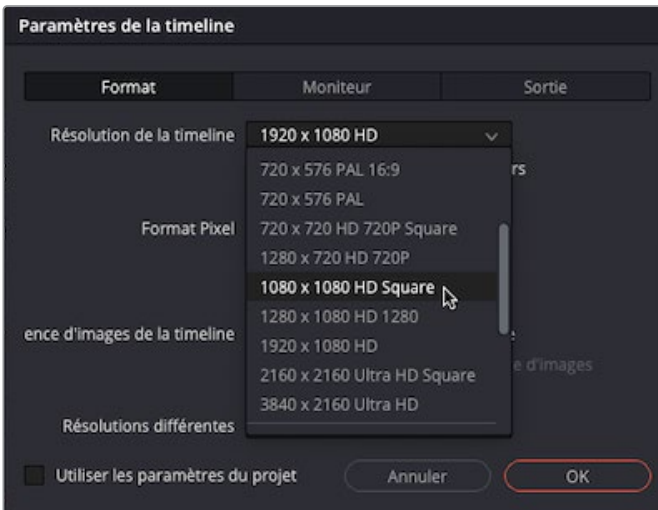 Paramètres de la timeline
Format Moniteur Sortie
Résolution de la timeline 1920 x 1080 HD
720 x 576 PAL 16:9
rs
720 x 576 PAL
Format Pixel 720 x 720 HD 720P Square
1280 x 720 HD 720P
1080 x 1080 HD Square
1280 x 1080 HD 1280
ence d'images de la timeline
1920 x 1080 HD
2160 x 2160 Ultra HD Square
e d'images
3840 x 2160 Ultra HD
Résolutions différentes
Utiliser les paramètres du projet Annuler OK